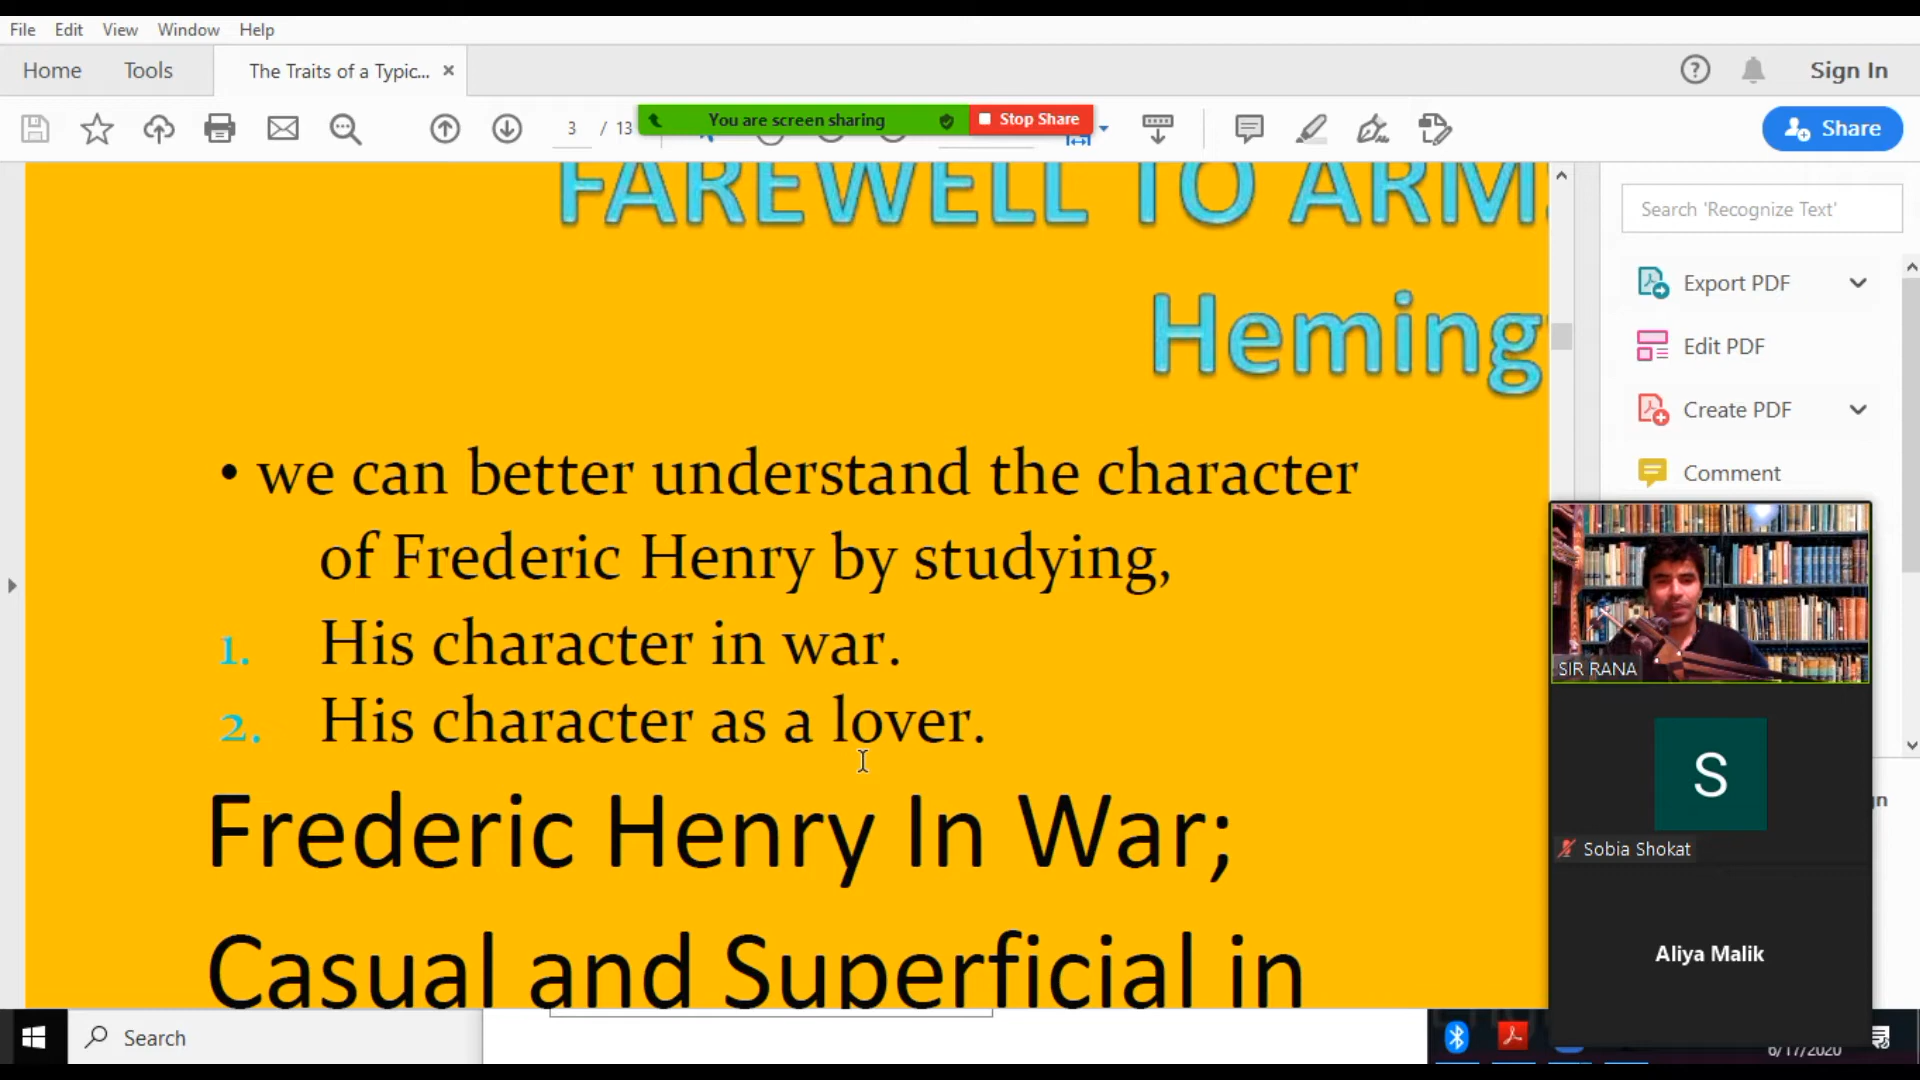 File Edit View Window Help
Home Tools The Traits of a Typic... × Sign In
3 / 13 You are screen sharing Stop Share Share
FAREWELL TO ARM
Heming
Search 'Recognize Text'
Export PDF
Edit PDF
Create PDF
Comment
• we can better understand the character
of Frederic Henry by studying,
1. His character in war.
2. His character as a lover.
Frederic Henry In War;
Casual and Superficial in
SIR RANA
S
Sobia Shokat
Aliya Malik
Search
6/17/2020